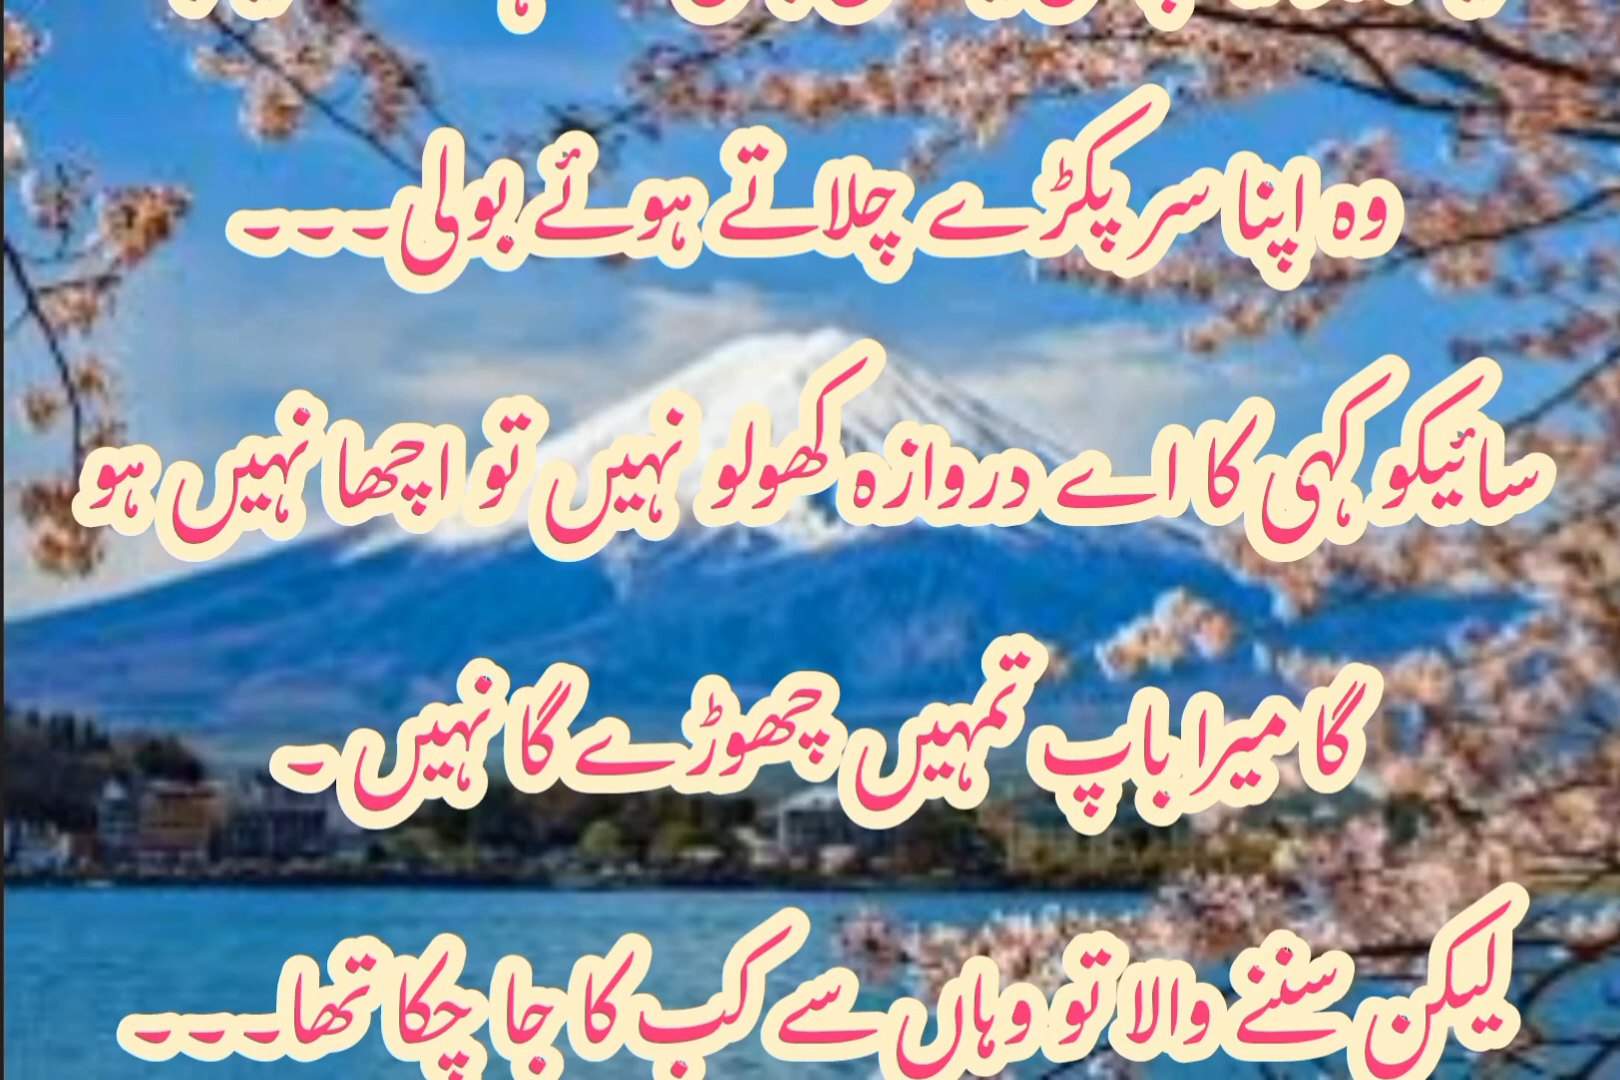 وہ اپنا سر پکڑے چلاتے ہوئے بولی۔۔۔
سائیکو کہی کا اے دروازہ کھولو نہیں تو اچھا نہیں ہو
گا میرا باپ تمہیں چھوڑے گا نہیں ۔
لیکن سننے والا تو وہاں سے کب کا جا چکا تھا۔۔۔۔